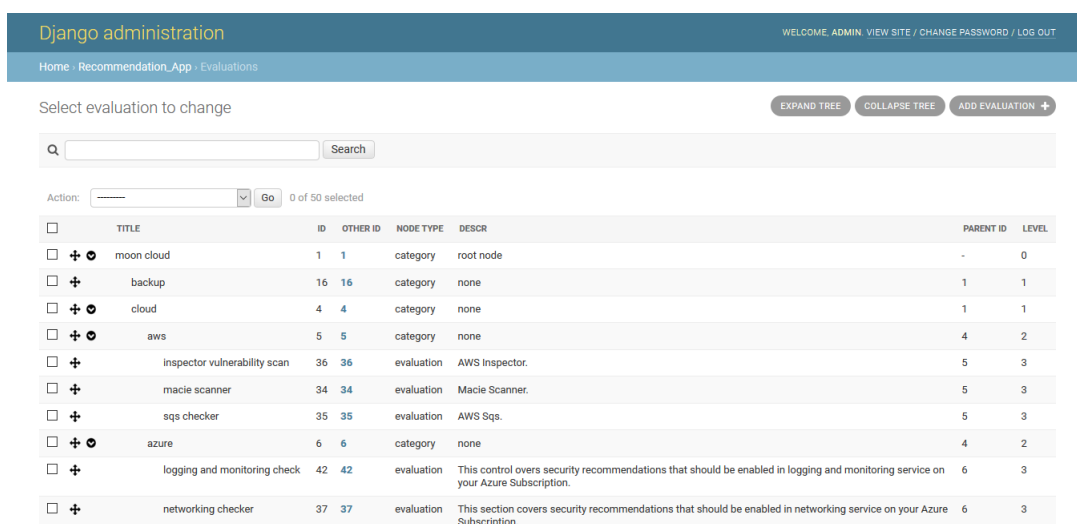 Django administration
WELCOME, ADMIN. VIEW SITE / CHANGE PASSWORD / LOG OUT
Home › Recommendation_App › Evaluations
Select evaluation to change
EXPAND TREE COLLAPSE TREE ADD EVALUATION +
Search
Action: --------- Go 0 of 50 selected
TITLE ID OTHER ID NODE TYPE DESCR PARENT ID LEVEL
moon cloud 1 1 category root node - 0
backup 16 16 category none 1 1
cloud 4 4 category none 1 1
aws 5 5 category none 4 2
inspector vulnerability scan 36 36 evaluation AWS Inspector. 5 3
macie scanner 34 34 evaluation Macie Scanner. 5 3
sqs checker 35 35 evaluation AWS Sqs. 5 3
azure 6 6 category none 4 2
logging and monitoring check 42 42 evaluation This control overs security recommendations that should be enabled in logging and monitoring service on 6 3
your Azure Subscription.
networking checker 37 37 evaluation This section covers security recommendations that should be enabled in networking service on your Azure 6 3
Subscription